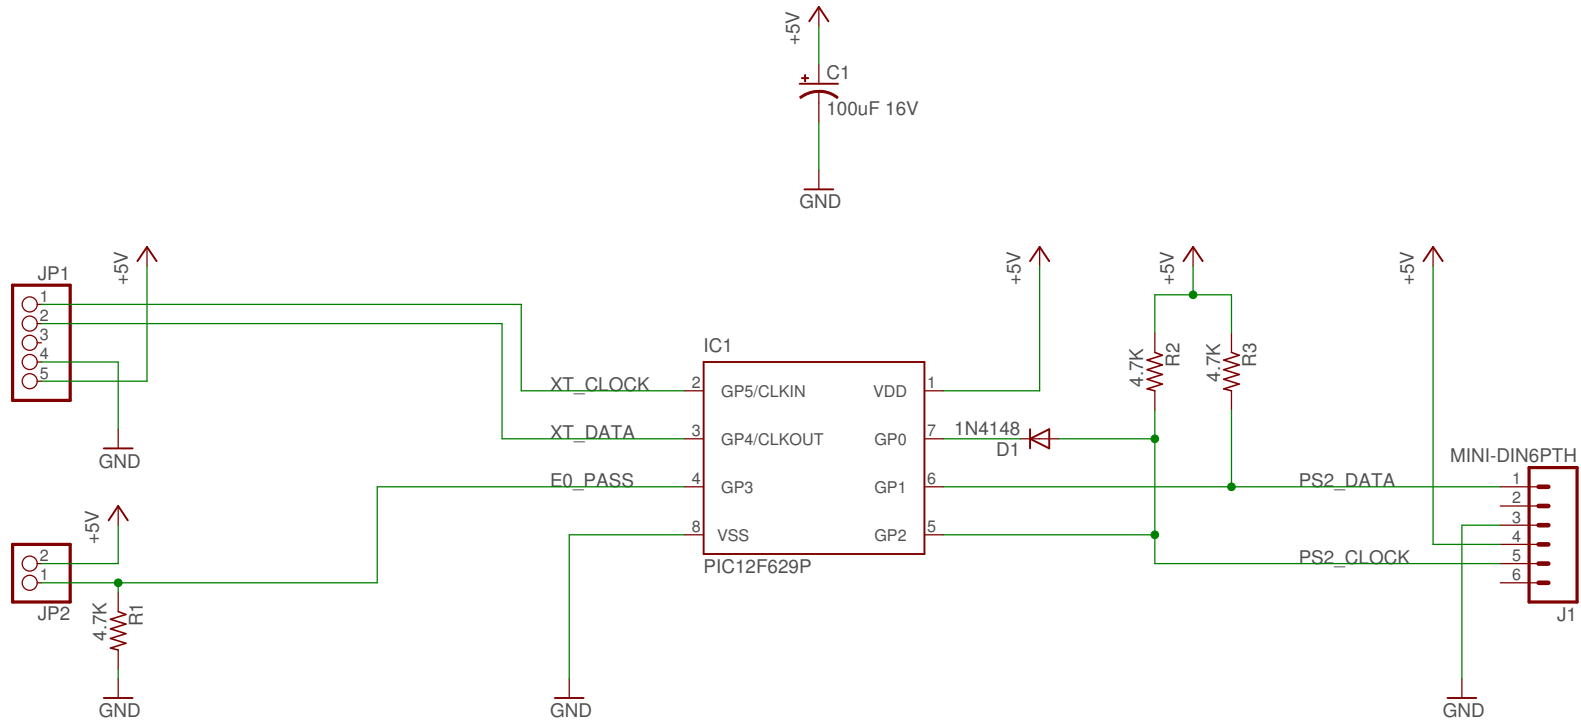 +5V
C1
100uF 16V
GND
JP1
1
2
3
4
5
+5V
GND
XT_CLOCK
XT_DATA
E0_PASS
+5V
2
1
JP2
4.7K
R1
GND
GND
IC1
2
3
4
8
GP5/CLKIN
GP4/CLKOUT
GP3
VSS
VDD
GP0
GP1
GP2
1
7
6
5
PIC12F629P
+5V
1N4148
D1
+5V
4.7K
R2
4.7K
R3
+5V
PS2_DATA
PS2_CLOCK
MINI-DIN6PTH
1
2
3
4
5
6
J1
GND